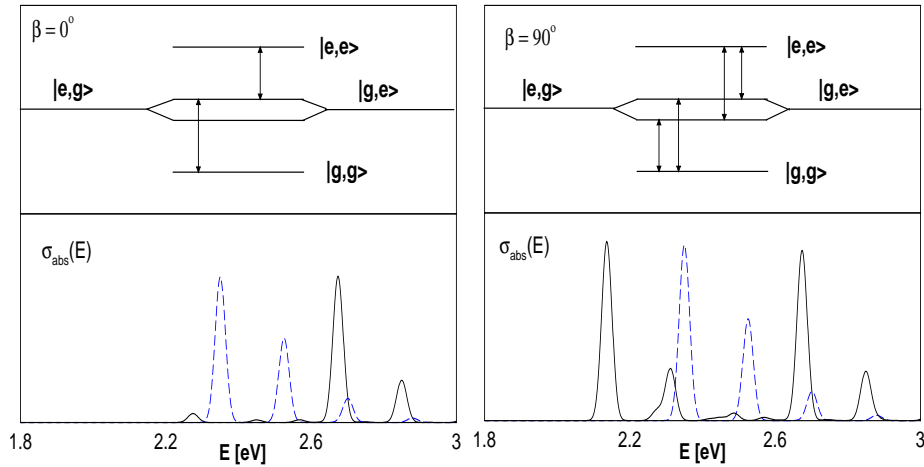 β = 0°
|e,e>
|e,g>
|g,e>
|g,g>
σabs(E)
1.8 2.2 2.6 3
E [eV]
β = 90°
|e,e>
|e,g>
|g,e>
|g,g>
σabs(E)
1.8 2.2 2.6 3
E [eV]